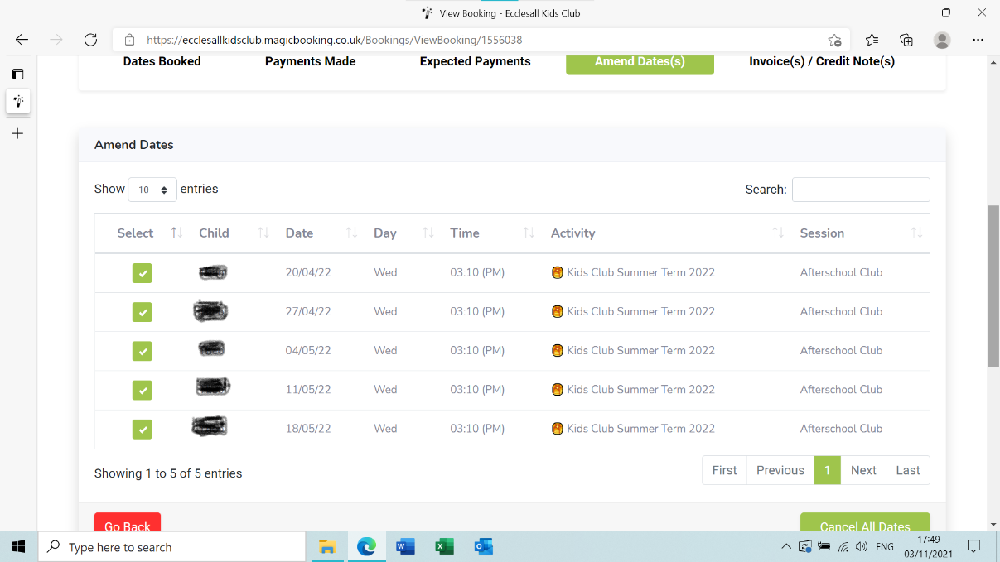 View Booking - Ecclesall Kids Club
https://ecclesallkidsclub.magicbooking.co.uk/Bookings/ViewBooking/1556038
Dates Booked Payments Made Expected Payments Amend Dates(s) Invoice(s) / Credit Note(s)
Amend Dates
Show 10 entries Search:
Select Child Date Day Time Activity Session
20/04/22 Wed 03:10 (PM) Kids Club Summer Term 2022 Afterschool Club
27/04/22 Wed 03:10 (PM) Kids Club Summer Term 2022 Afterschool Club
04/05/22 Wed 03:10 (PM) Kids Club Summer Term 2022 Afterschool Club
11/05/22 Wed 03:10 (PM) Kids Club Summer Term 2022 Afterschool Club
18/05/22 Wed 03:10 (PM) Kids Club Summer Term 2022 Afterschool Club
Showing 1 to 5 of 5 entries First Previous 1 Next Last
Go Back Cancel All Dates
Type here to search ENG 17:49
03/11/2021